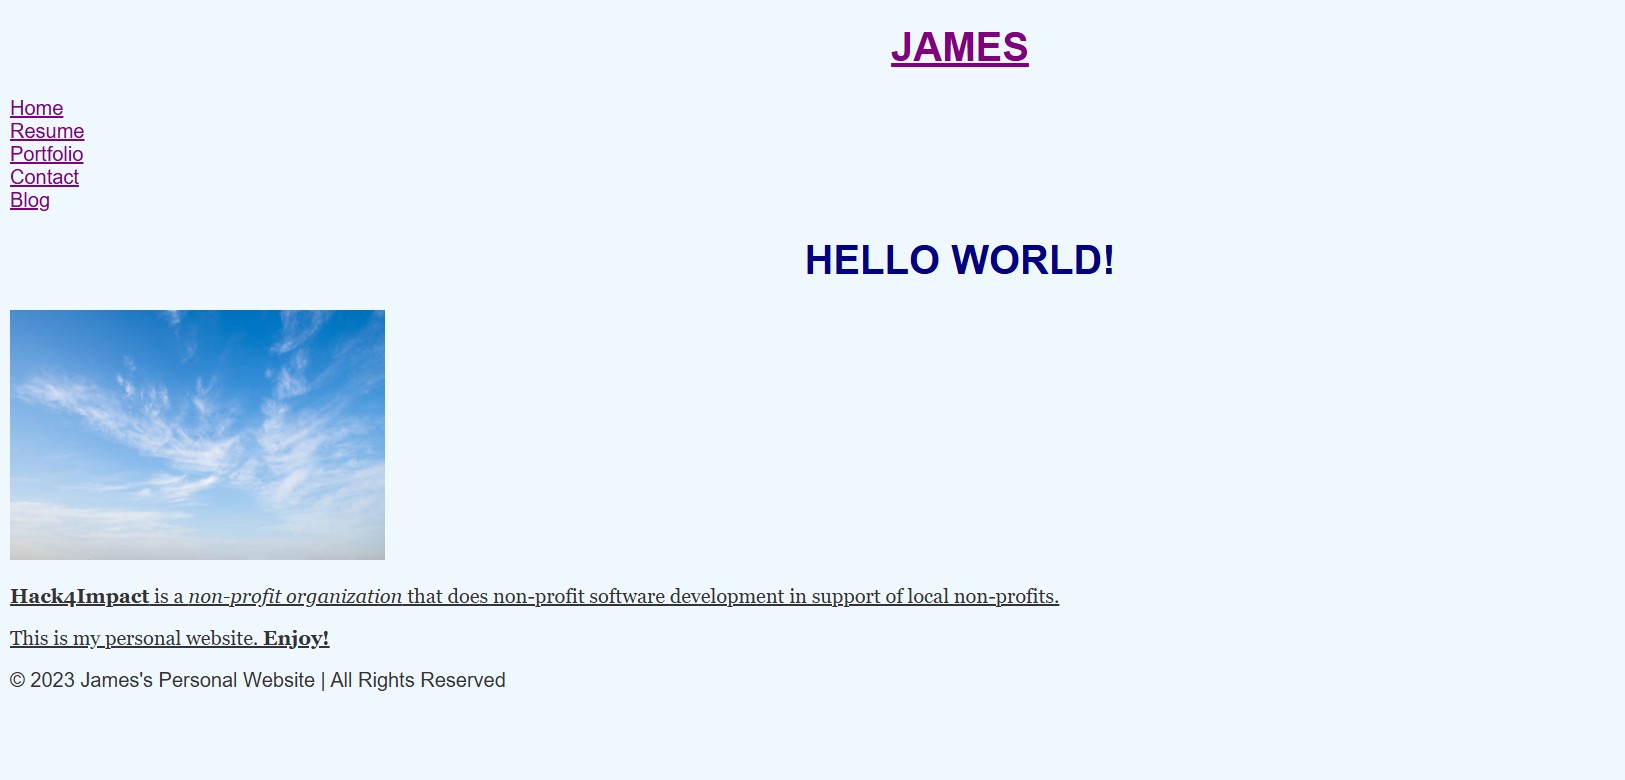 JAMES
Home
Resume
Portfolio
Contact
Blog
HELLO WORLD!
Hack4Impact is a non-profit organization that does non-profit software development in support of local non-profits.
This is my personal website. Enjoy!
© 2023 James's Personal Website | All Rights Reserved